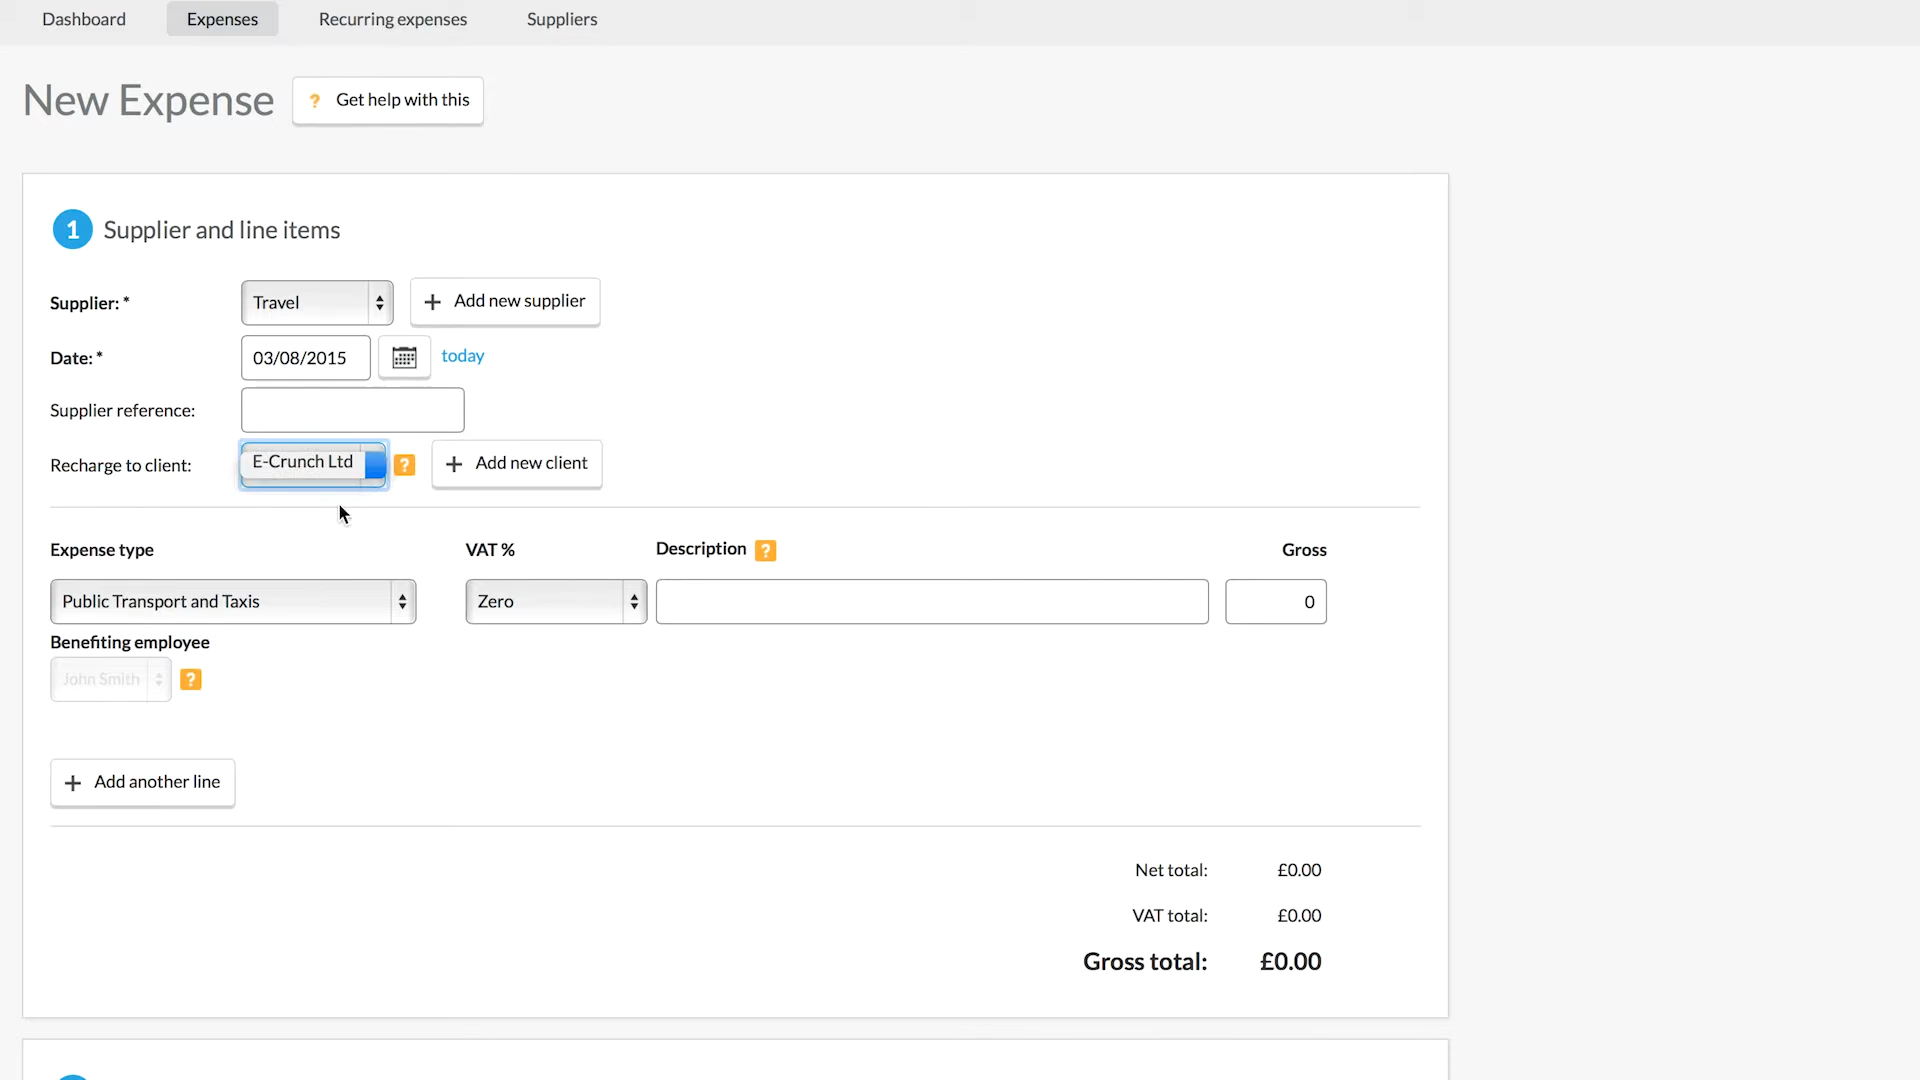 Dashboard Expenses Recurring expenses Suppliers
New Expense ? Get help with this
1 Supplier and line items
Supplier: * Travel + Add new supplier
Date: * 03/08/2015 today
Supplier reference:
Recharge to client: E-Crunch Ltd ? + Add new client
Expense type VAT % Description ? Gross
Public Transport and Taxis Zero 0
Benefiting employee
John Smith ?
+ Add another line
Net total: £0.00
VAT total: £0.00
Gross total: £0.00